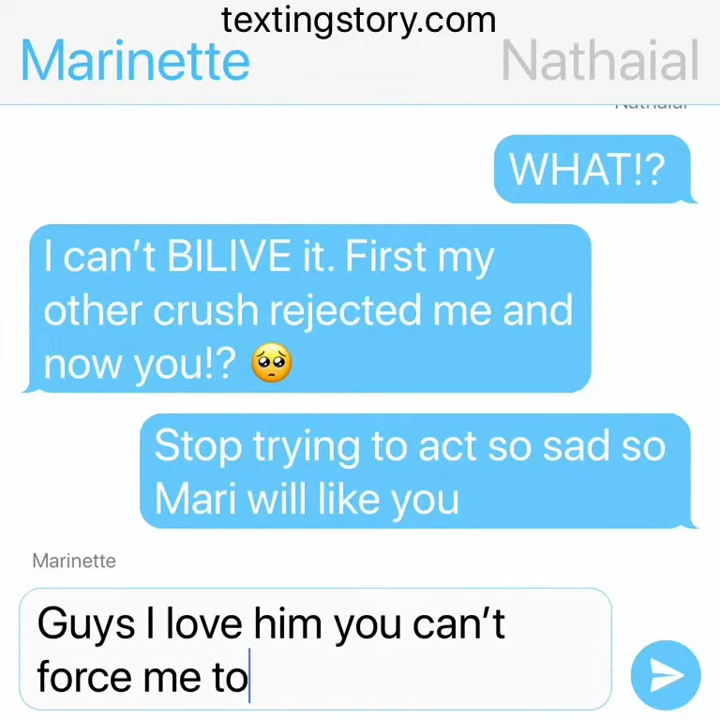 textingstory.com
Marinette Nathaial
WHAT!?
I can't BILIVE it. First my
other crush rejected me and
now you!? 🥺
Stop trying to act so sad so
Mari will like you
Marinette
Guys I love him you can't
force me to